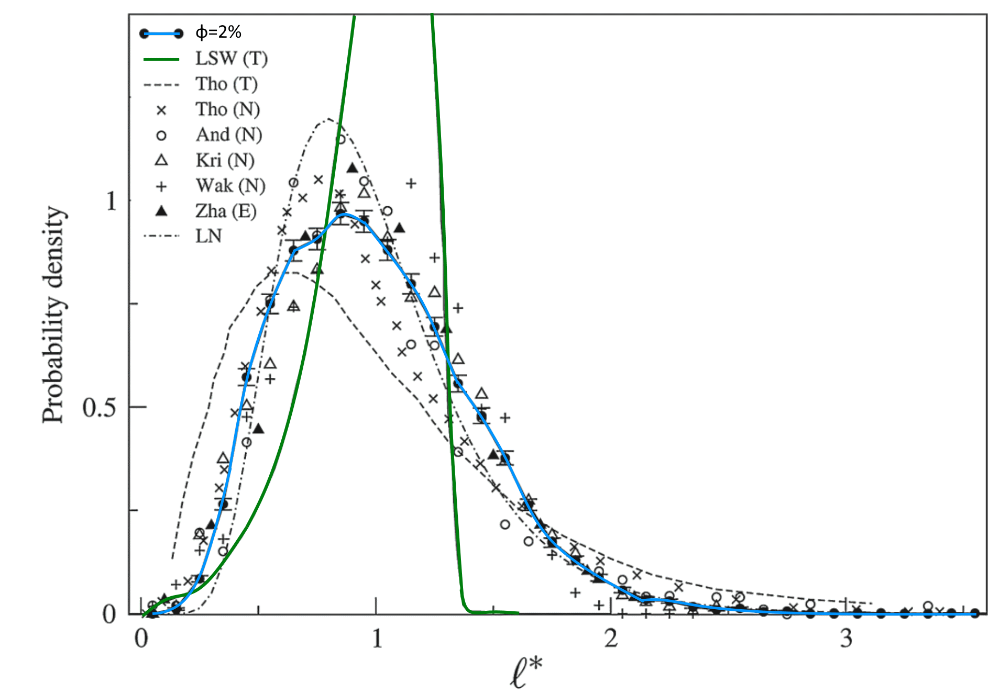 ϕ=2%
LSW (T)
Tho (T)
Tho (N)
And (N)
Kri (N)
Wak (N)
Zha (E)
LN
Probability density
1
0.5
0
0 1 2 3
ℓ*